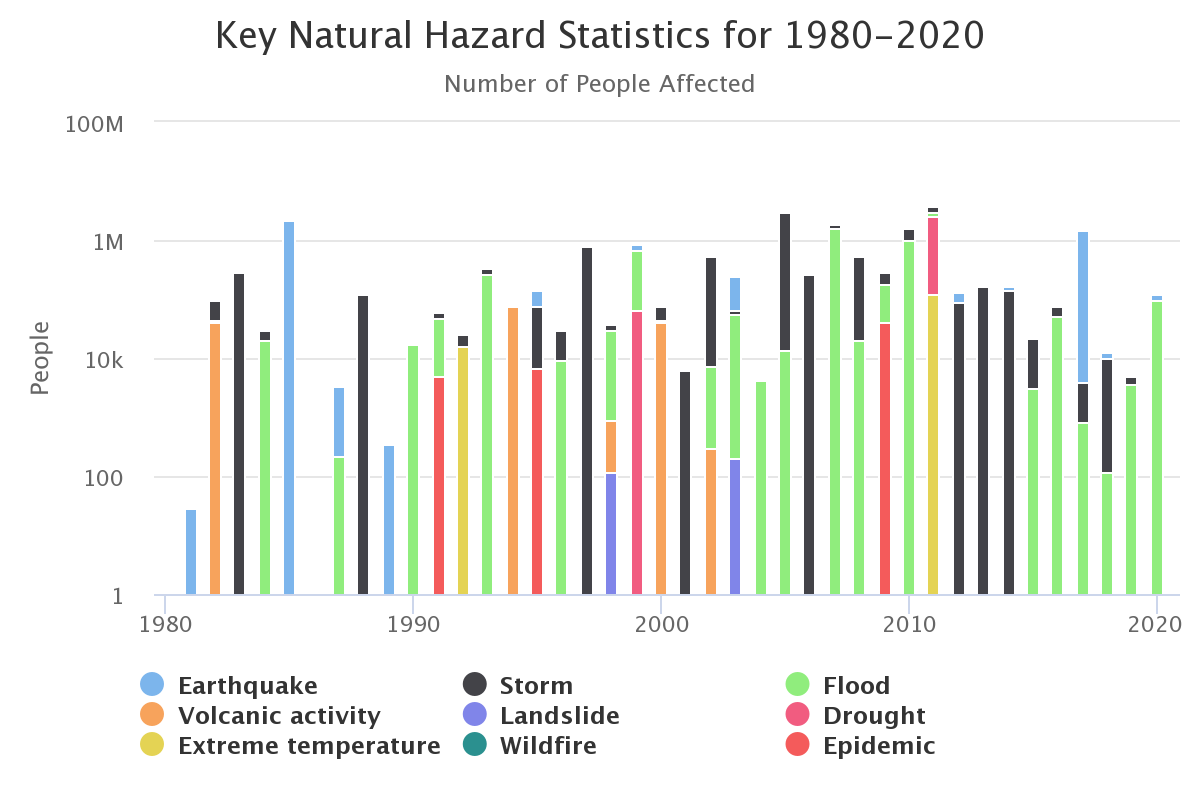 Key Natural Hazard Statistics for 1980–2020
Number of People Affected
100M
1M
10k
100
1
People
1980 1990 2000 2010 2020
Earthquake Storm Flood
Volcanic activity Landslide Drought
Extreme temperature Wildfire Epidemic